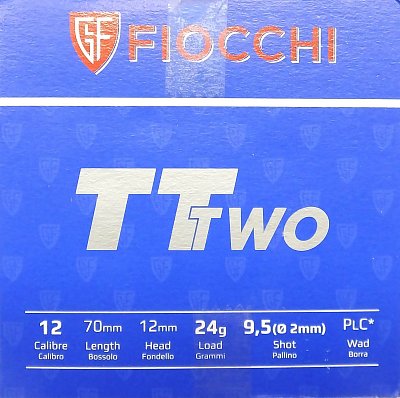 GF FIOCCHI
TT TWO
12 70mm 12mm 24g 9,5(Ø 2mm) PLC*
Calibre Length Head Load Shot Wad
Calibro Bossolo Fondello Grammi Pallino Borra